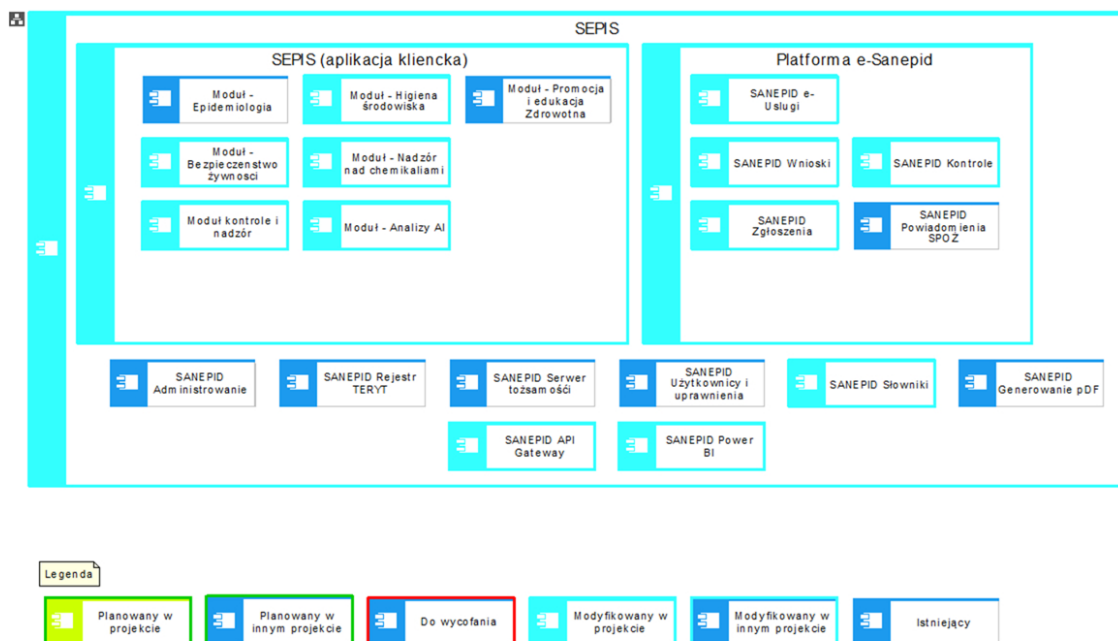 SEPIS
SEPIS (aplikacja kliencka)
Moduł -
Epidemiologia
Moduł - Higiena
środowiska
Moduł - Promocja
i edukacja
Zdrowotna
Moduł -
Bezpieczenstwo
żywnosci
Moduł - Nadzór
nad chemikaliami
Moduł kontrole i
nadzór
Moduł - Analizy AI
Platforma e-Sanepid
SANEPID e-
Uslugi
SANEPID Wnioski
SANEPID Kontrole
SANEPID
Zgłoszenia
SANEPID
Powiadomienia
SPOZ
SANEPID
Administrowanie
SANEPID Rejestr
TERYT
SANEPID Serwer
tożsamośći
SANEPID
Użytkownicy i
uprawnienia
SANEPID Słowniki
SANEPID
Generowanie pDF
SANEPID API
Gateway
SANEPID Power
BI
Legenda
Planowany w
projekcie
Planowany w
innym projekcie
Do wycofania
Modyfikowany w
projekcie
Modyfikowany w
innym projekcie
Istniejący